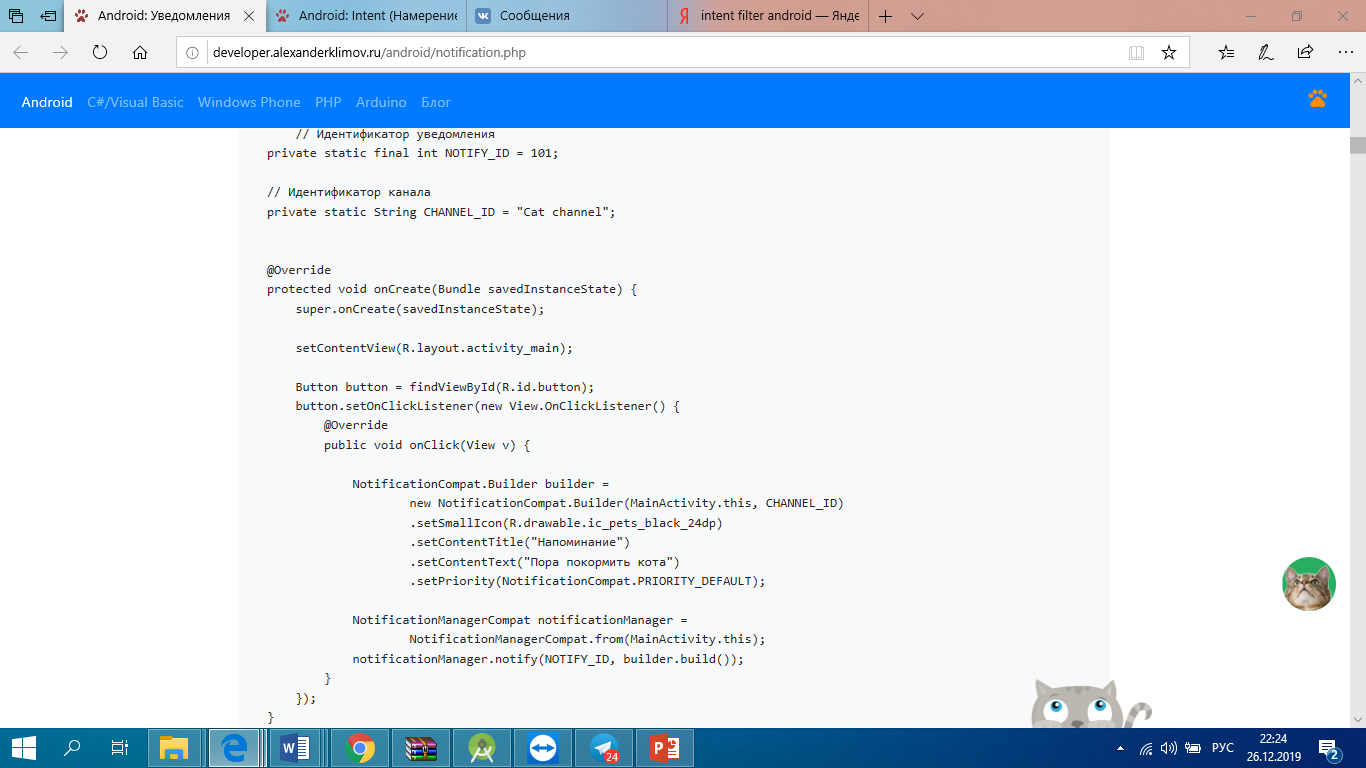 Android: Уведомления
Android: Intent (Намерение
Сообщения
intent filter android — Янде
developer.alexanderklimov.ru/android/notification.php
Android C#/Visual Basic Windows Phone PHP Arduino Блог
// Идентификатор уведомления
private static final int NOTIFY_ID = 101;
// Идентификатор канала
private static String CHANNEL_ID = "Cat channel";
@Override
protected void onCreate(Bundle savedInstanceState) {
super.onCreate(savedInstanceState);
setContentView(R.layout.activity_main);
Button button = findViewById(R.id.button);
button.setOnClickListener(new View.OnClickListener() {
@Override
public void onClick(View v) {
NotificationCompat.Builder builder =
new NotificationCompat.Builder(MainActivity.this, CHANNEL_ID)
.setSmallIcon(R.drawable.ic_pets_black_24dp)
.setContentTitle("Напоминание")
.setContentText("Пора покормить кота")
.setPriority(NotificationCompat.PRIORITY_DEFAULT);
NotificationManagerCompat notificationManager =
NotificationManagerCompat.from(MainActivity.this);
notificationManager.notify(NOTIFY_ID, builder.build());
}
});
}
24
РУС
22:24
26.12.2019
2